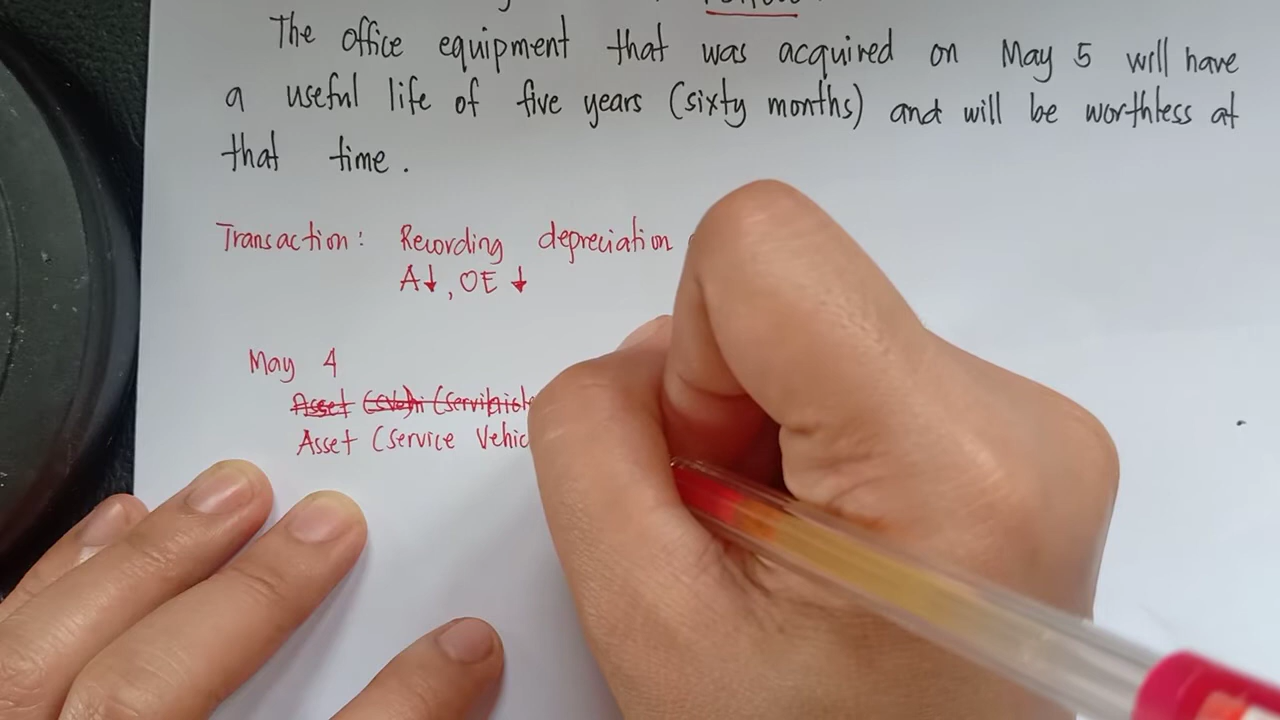 The office equipment that was acquired on May 5 will have
a useful life of five years (sixty months) and will be worthless at
that time.
Transaction: Recording depreciation
A↓, OE ↓
May 4
Asset
Asset (Service Vehic